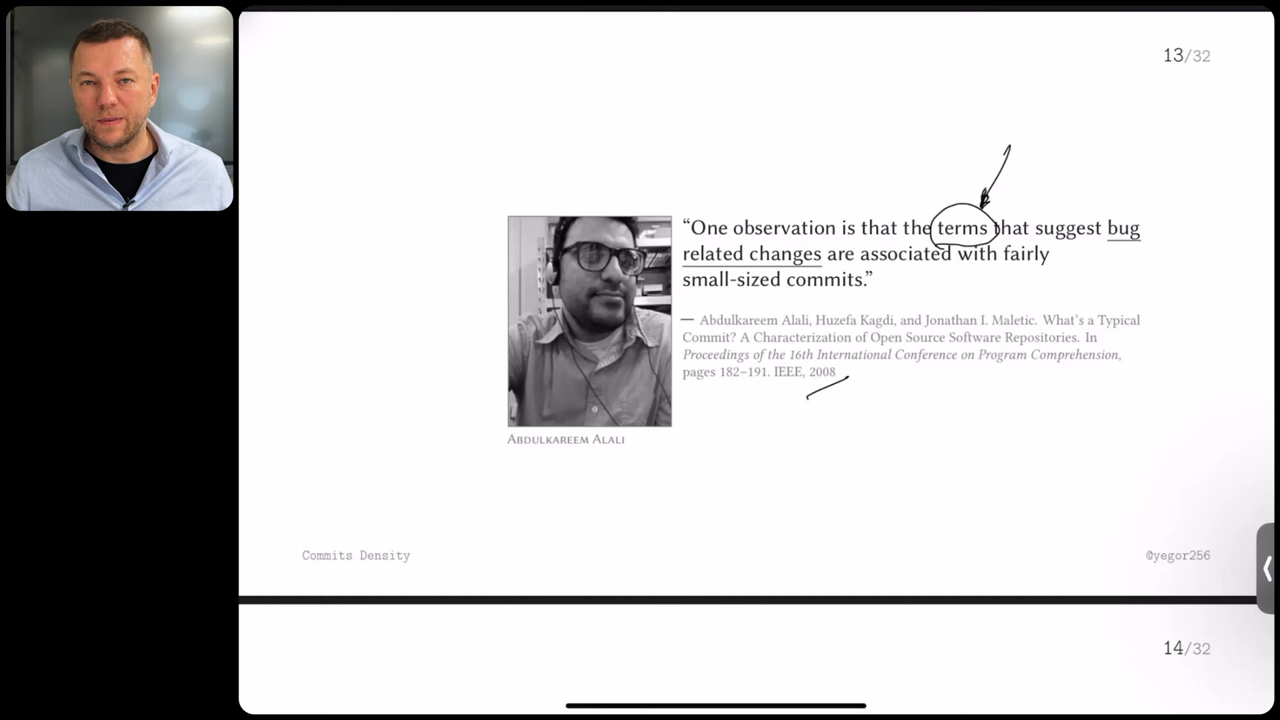 13/32
“One observation is that the terms that suggest bug
related changes are associated with fairly
small-sized commits.”
— Abdulkareem Alali, Huzefa Kagdi, and Jonathan I. Maletic. What’s a Typical
Commit? A Characterization of Open Source Software Repositories. In
Proceedings of the 16th International Conference on Program Comprehension,
pages 182–191. IEEE, 2008
Abdulkareem Alali
Commits Density
@yegor256
14/32